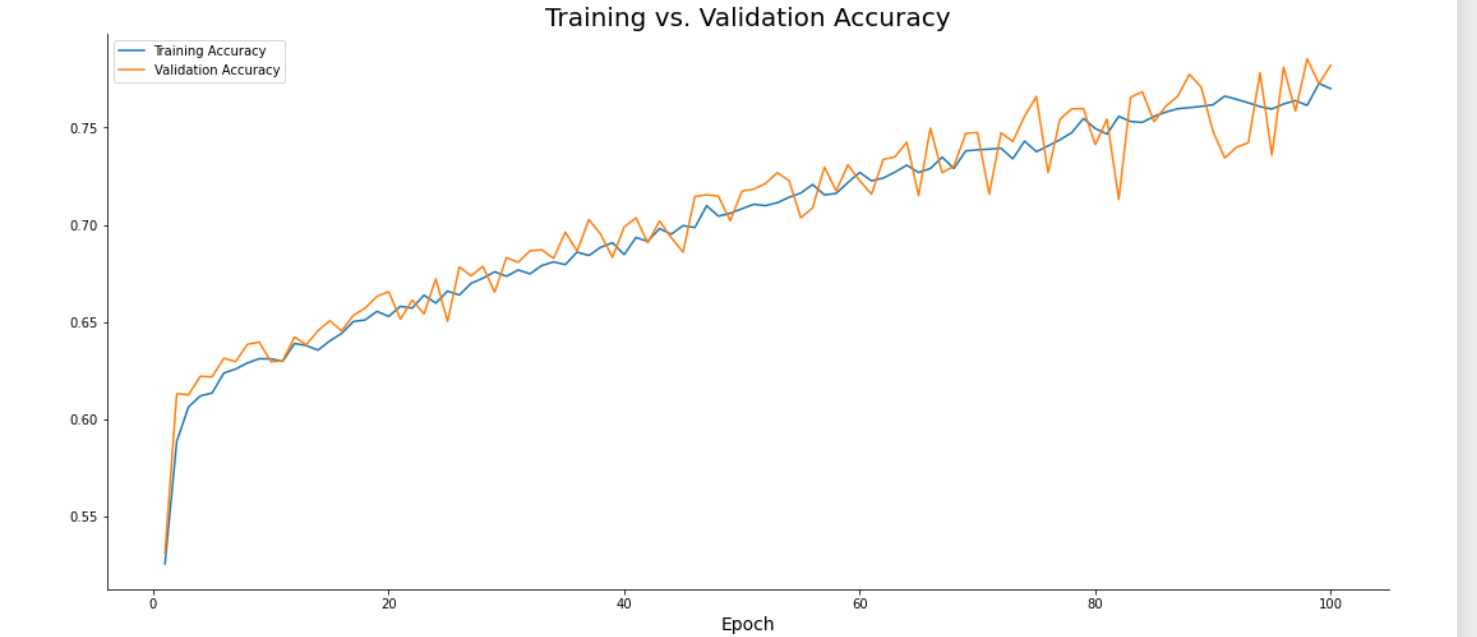 Training vs. Validation Accuracy
Training Accuracy
Validation Accuracy
0.75
0.70
0.65
0.60
0.55
0 20 40 60 80 100
Epoch